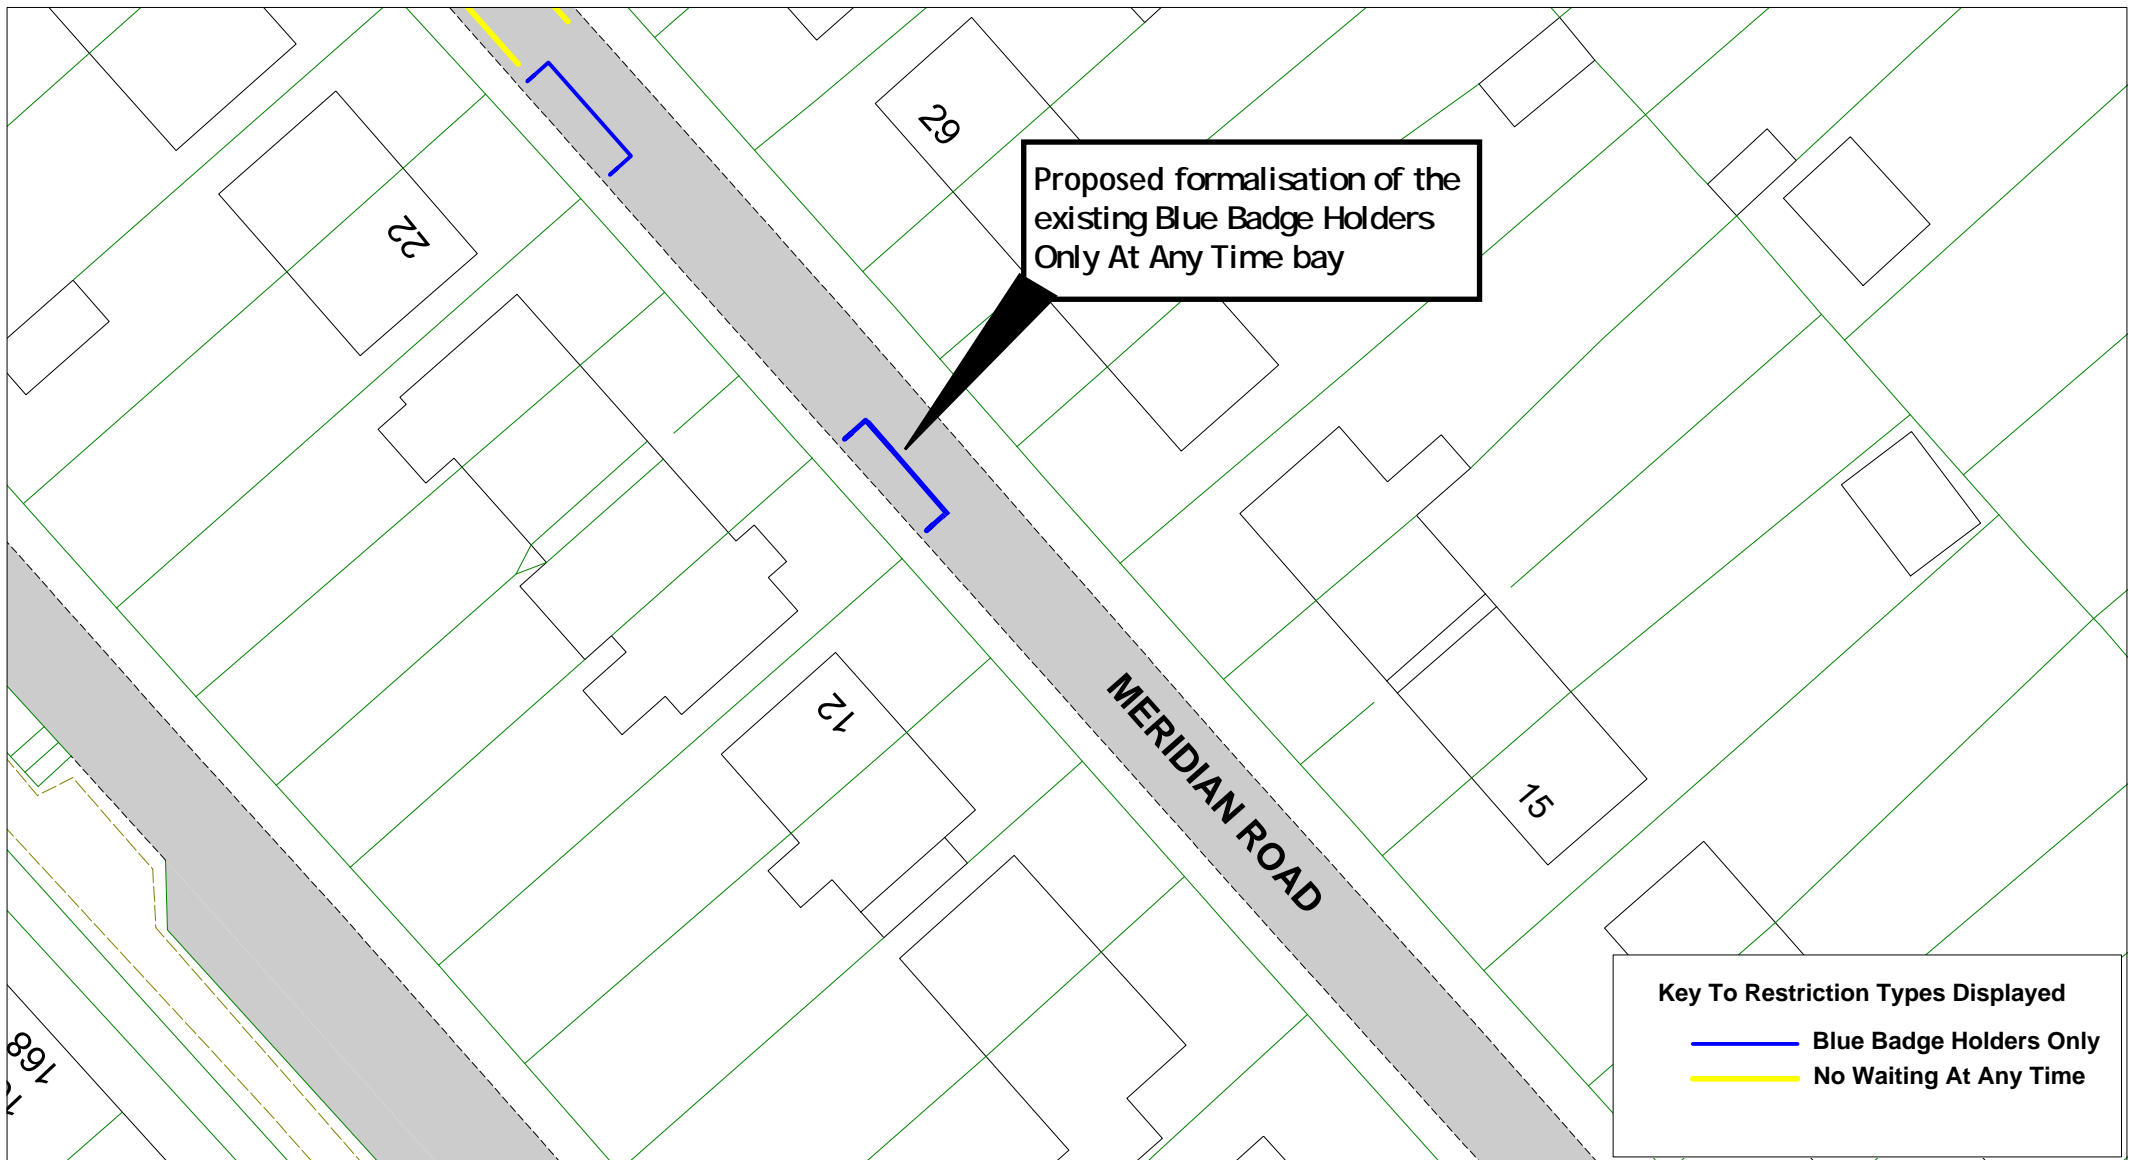 29
Proposed formalisation of the
existing Blue Badge Holders
Only At Any Time bay
22
12
MERIDIAN ROAD
15
Key To Restriction Types Displayed
Blue Badge Holders Only
No Waiting At Any Time
168